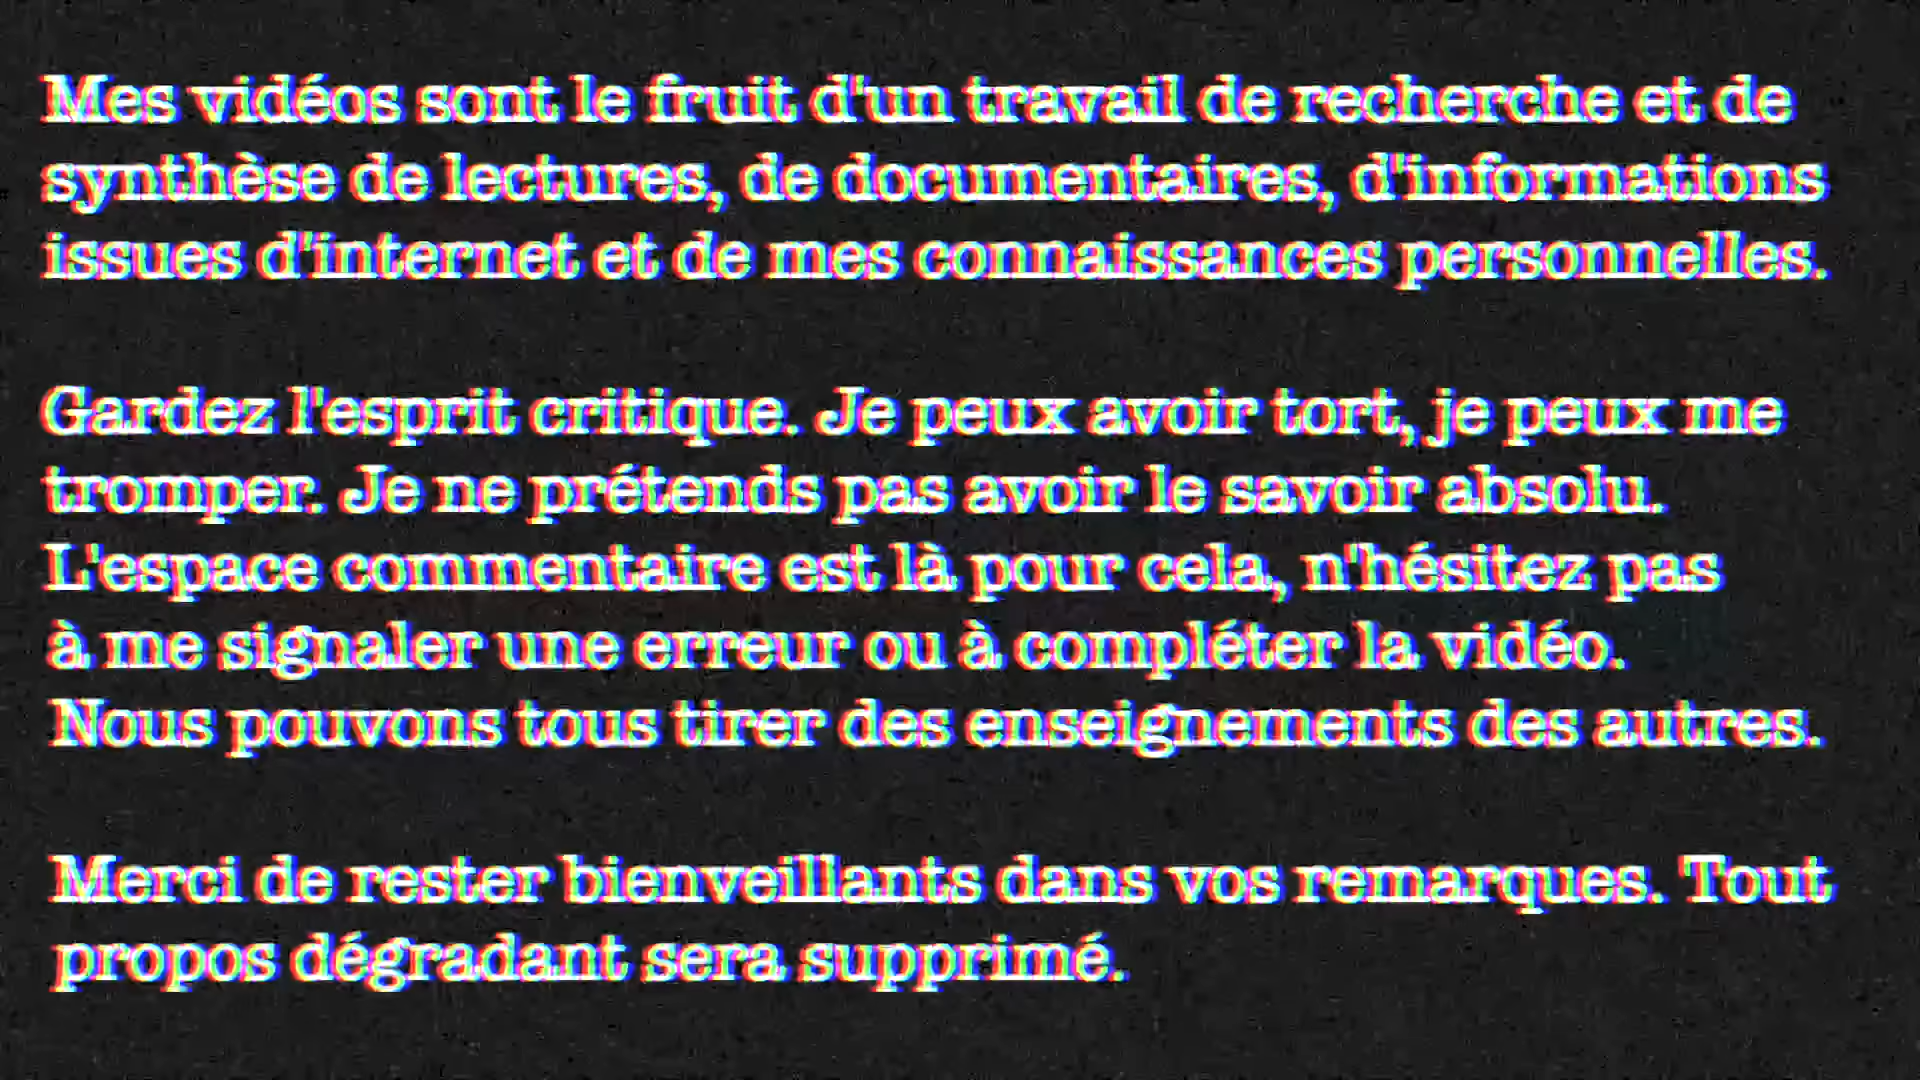 Mes vidéos sont le fruit d'un travail de recherche et de
synthèse de lectures, de documentaires, d'informations
issues d'internet et de mes connaissances personnelles.
Gardez l'esprit critique. Je peux avoir tort, je peux me
tromper. Je ne prétends pas avoir le savoir absolu.
L'espace commentaire est là pour cela, n'hésitez pas
à me signaler une erreur ou à compléter la vidéo.
Nous pouvons tous tirer des enseignements des autres.
Merci de rester bienveillants dans vos remarques. Tout
propos dégradant sera supprimé.